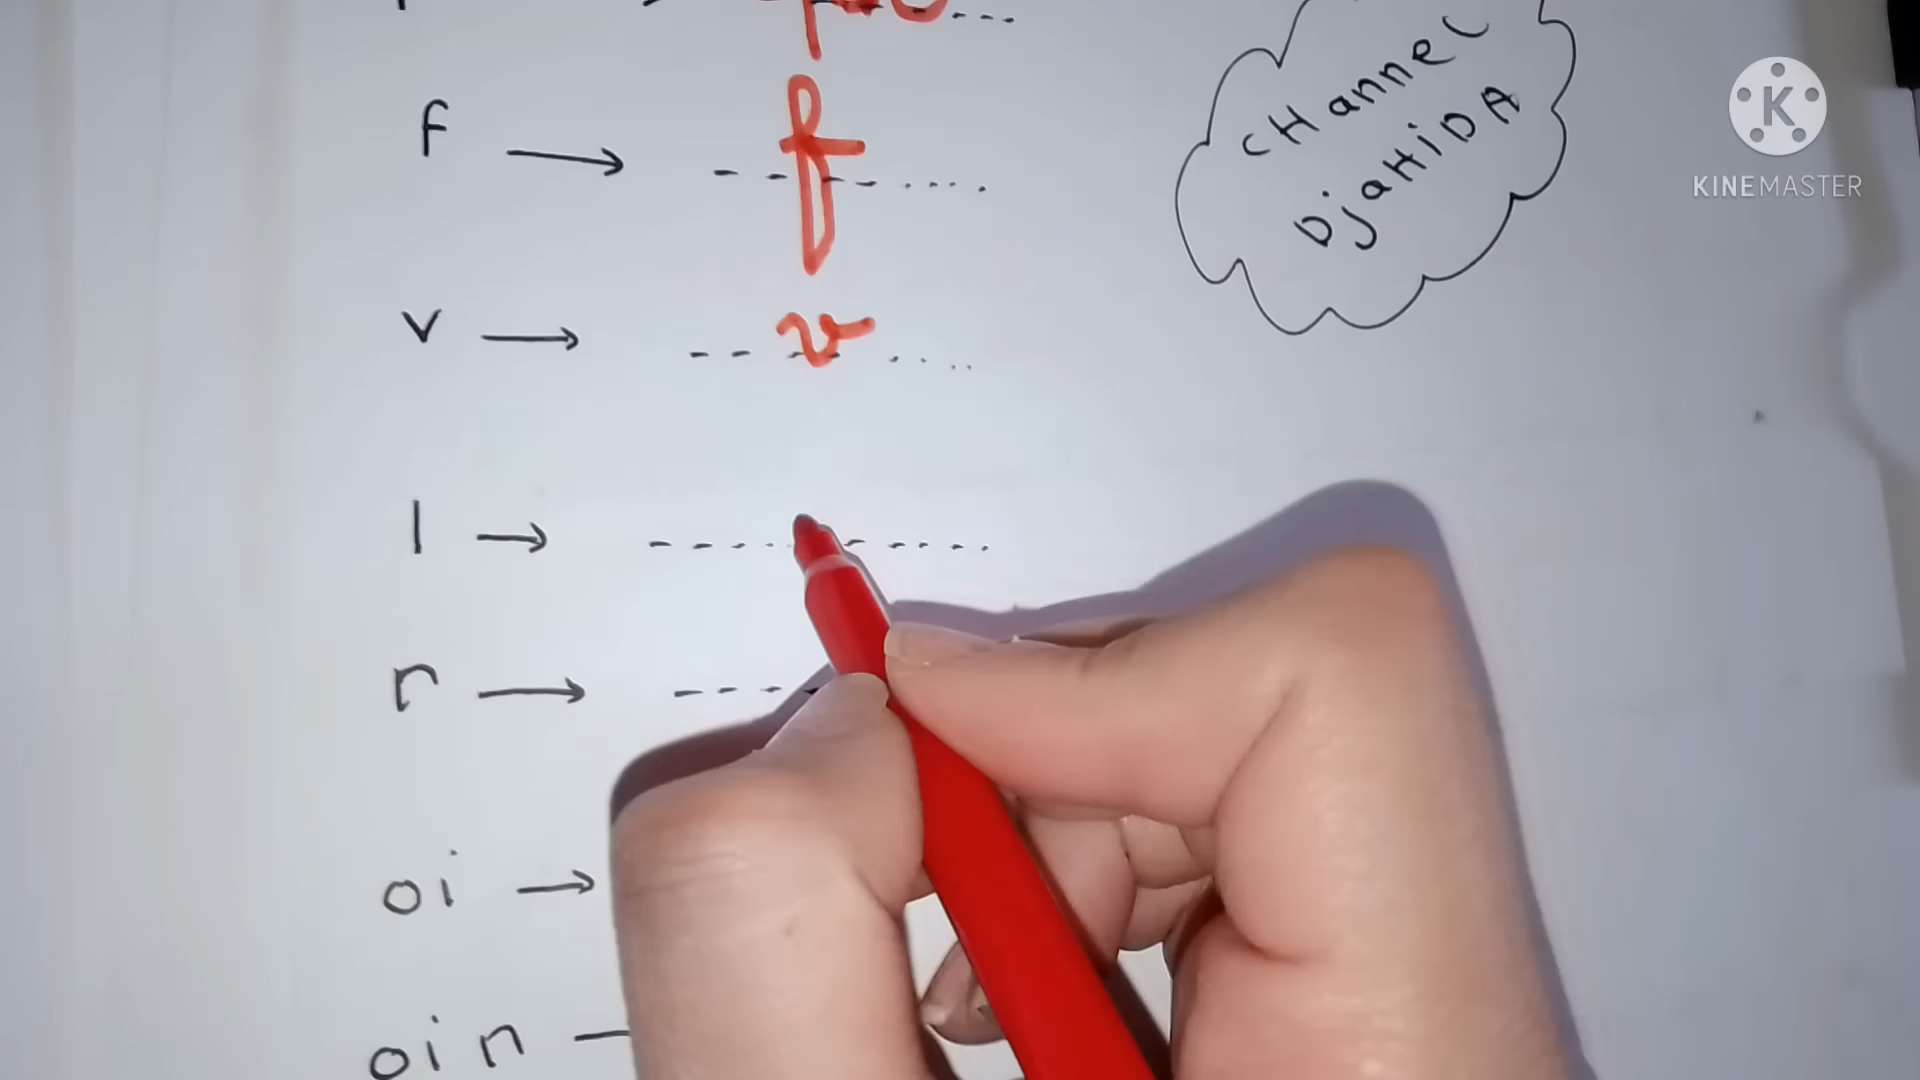 f → f
v → v
l →
r →
oi →
oin
CHannel
DjaHiDA
K
KINEMASTER